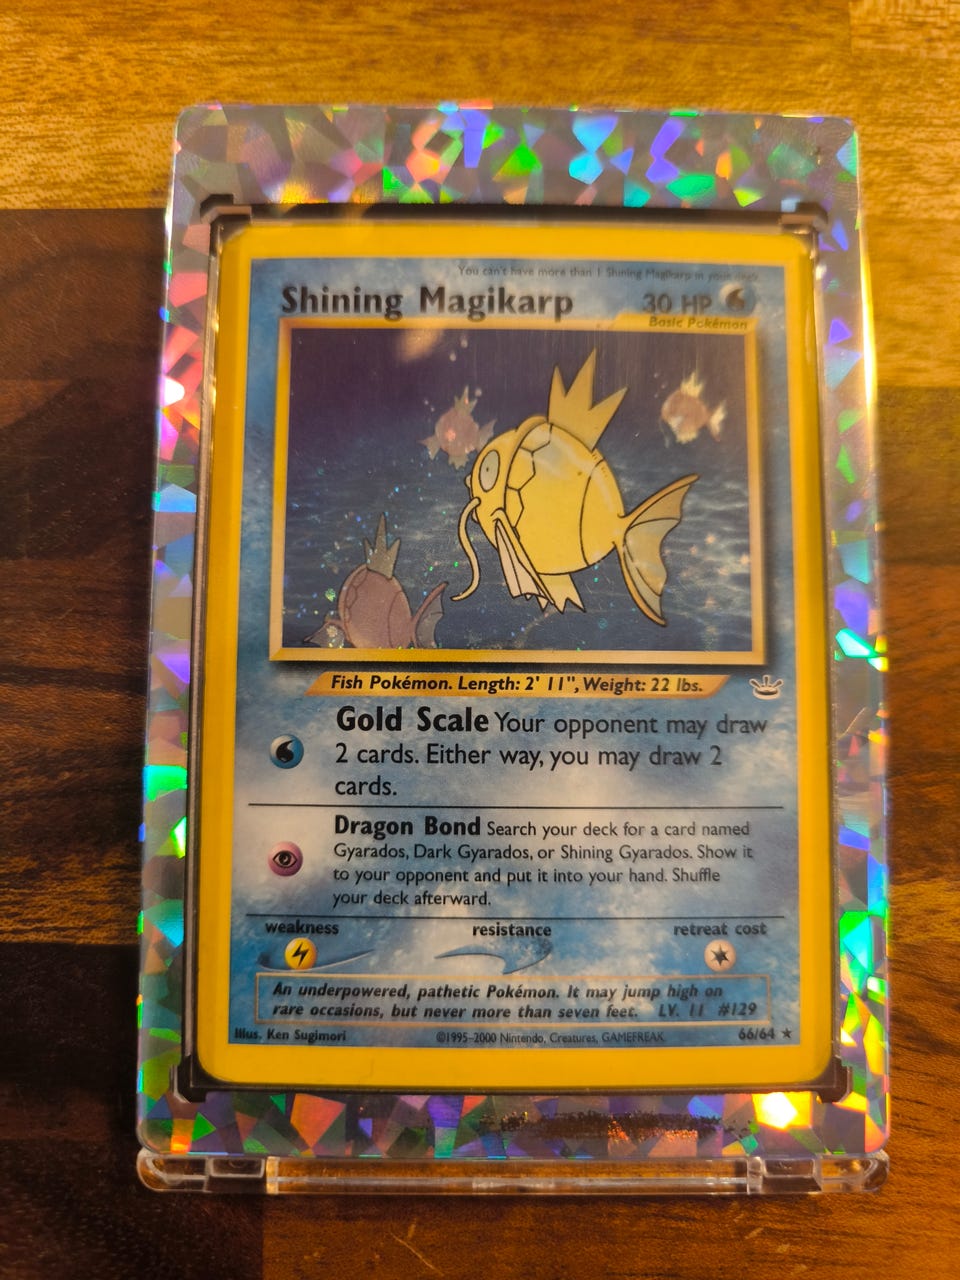 You can't have more than 1 Shining Magikarp in your deck.
Shining Magikarp 30 HP
Basic Pokémon
Fish Pokémon. Length: 2' 11", Weight: 22 lbs.
Gold Scale Your opponent may draw
2 cards. Either way, you may draw 2
cards.
Dragon Bond Search your deck for a card named
Gyarados, Dark Gyarados, or Shining Gyarados. Show it
to your opponent and put it into your hand. Shuffle
your deck afterward.
weakness resistance retreat cost
An underpowered, pathetic Pokémon. It may jump high on
rare occasions, but never more than seven feet. LV. 11 #129
Illus. Ken Sugimori ©1995–2000 Nintendo, Creatures, GAMEFREAK. 66/64 ★